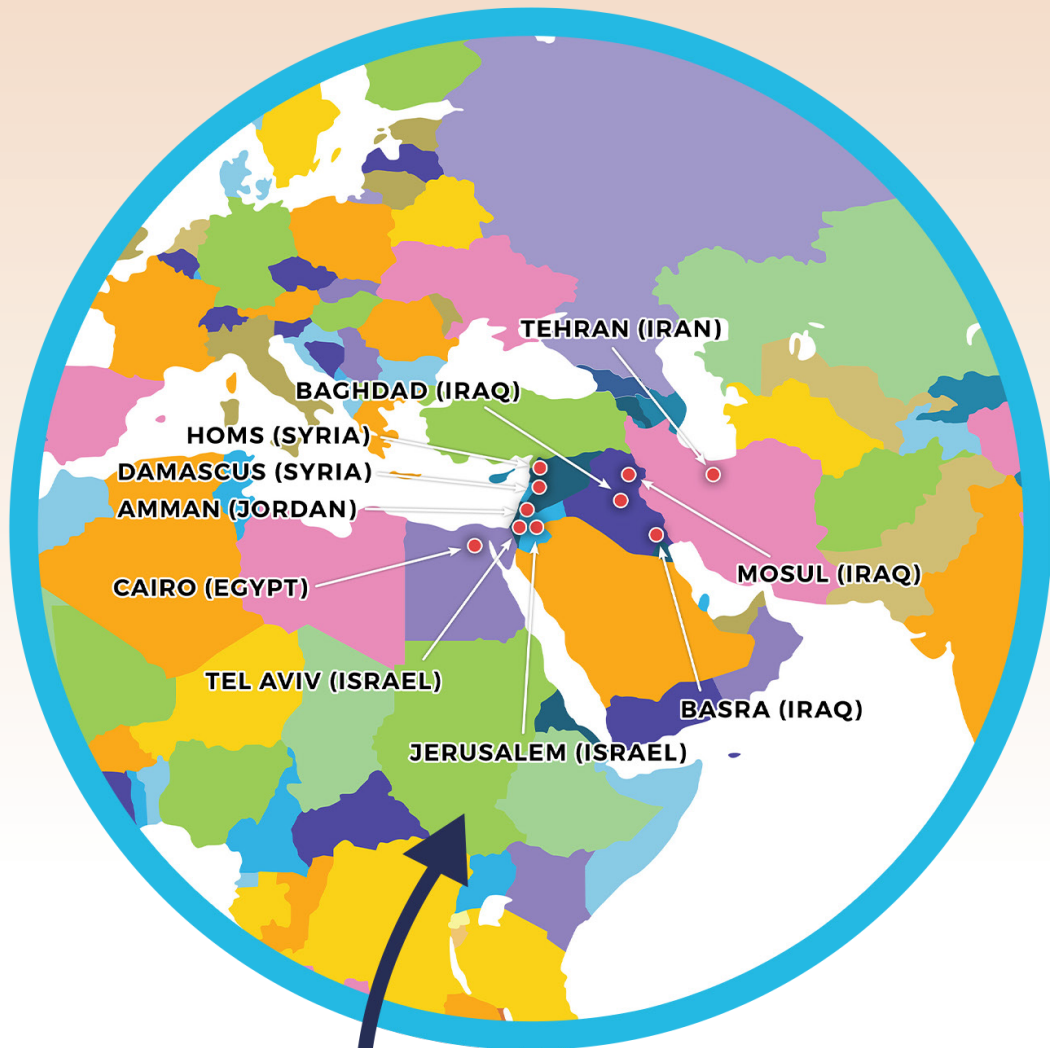 TEHRAN (IRAN)
BAGHDAD (IRAQ)
HOMS (SYRIA)
DAMASCUS (SYRIA)
AMMAN (JORDAN)
MOSUL (IRAQ)
CAIRO (EGYPT)
TEL AVIV (ISRAEL)
BASRA (IRAQ)
JERUSALEM (ISRAEL)